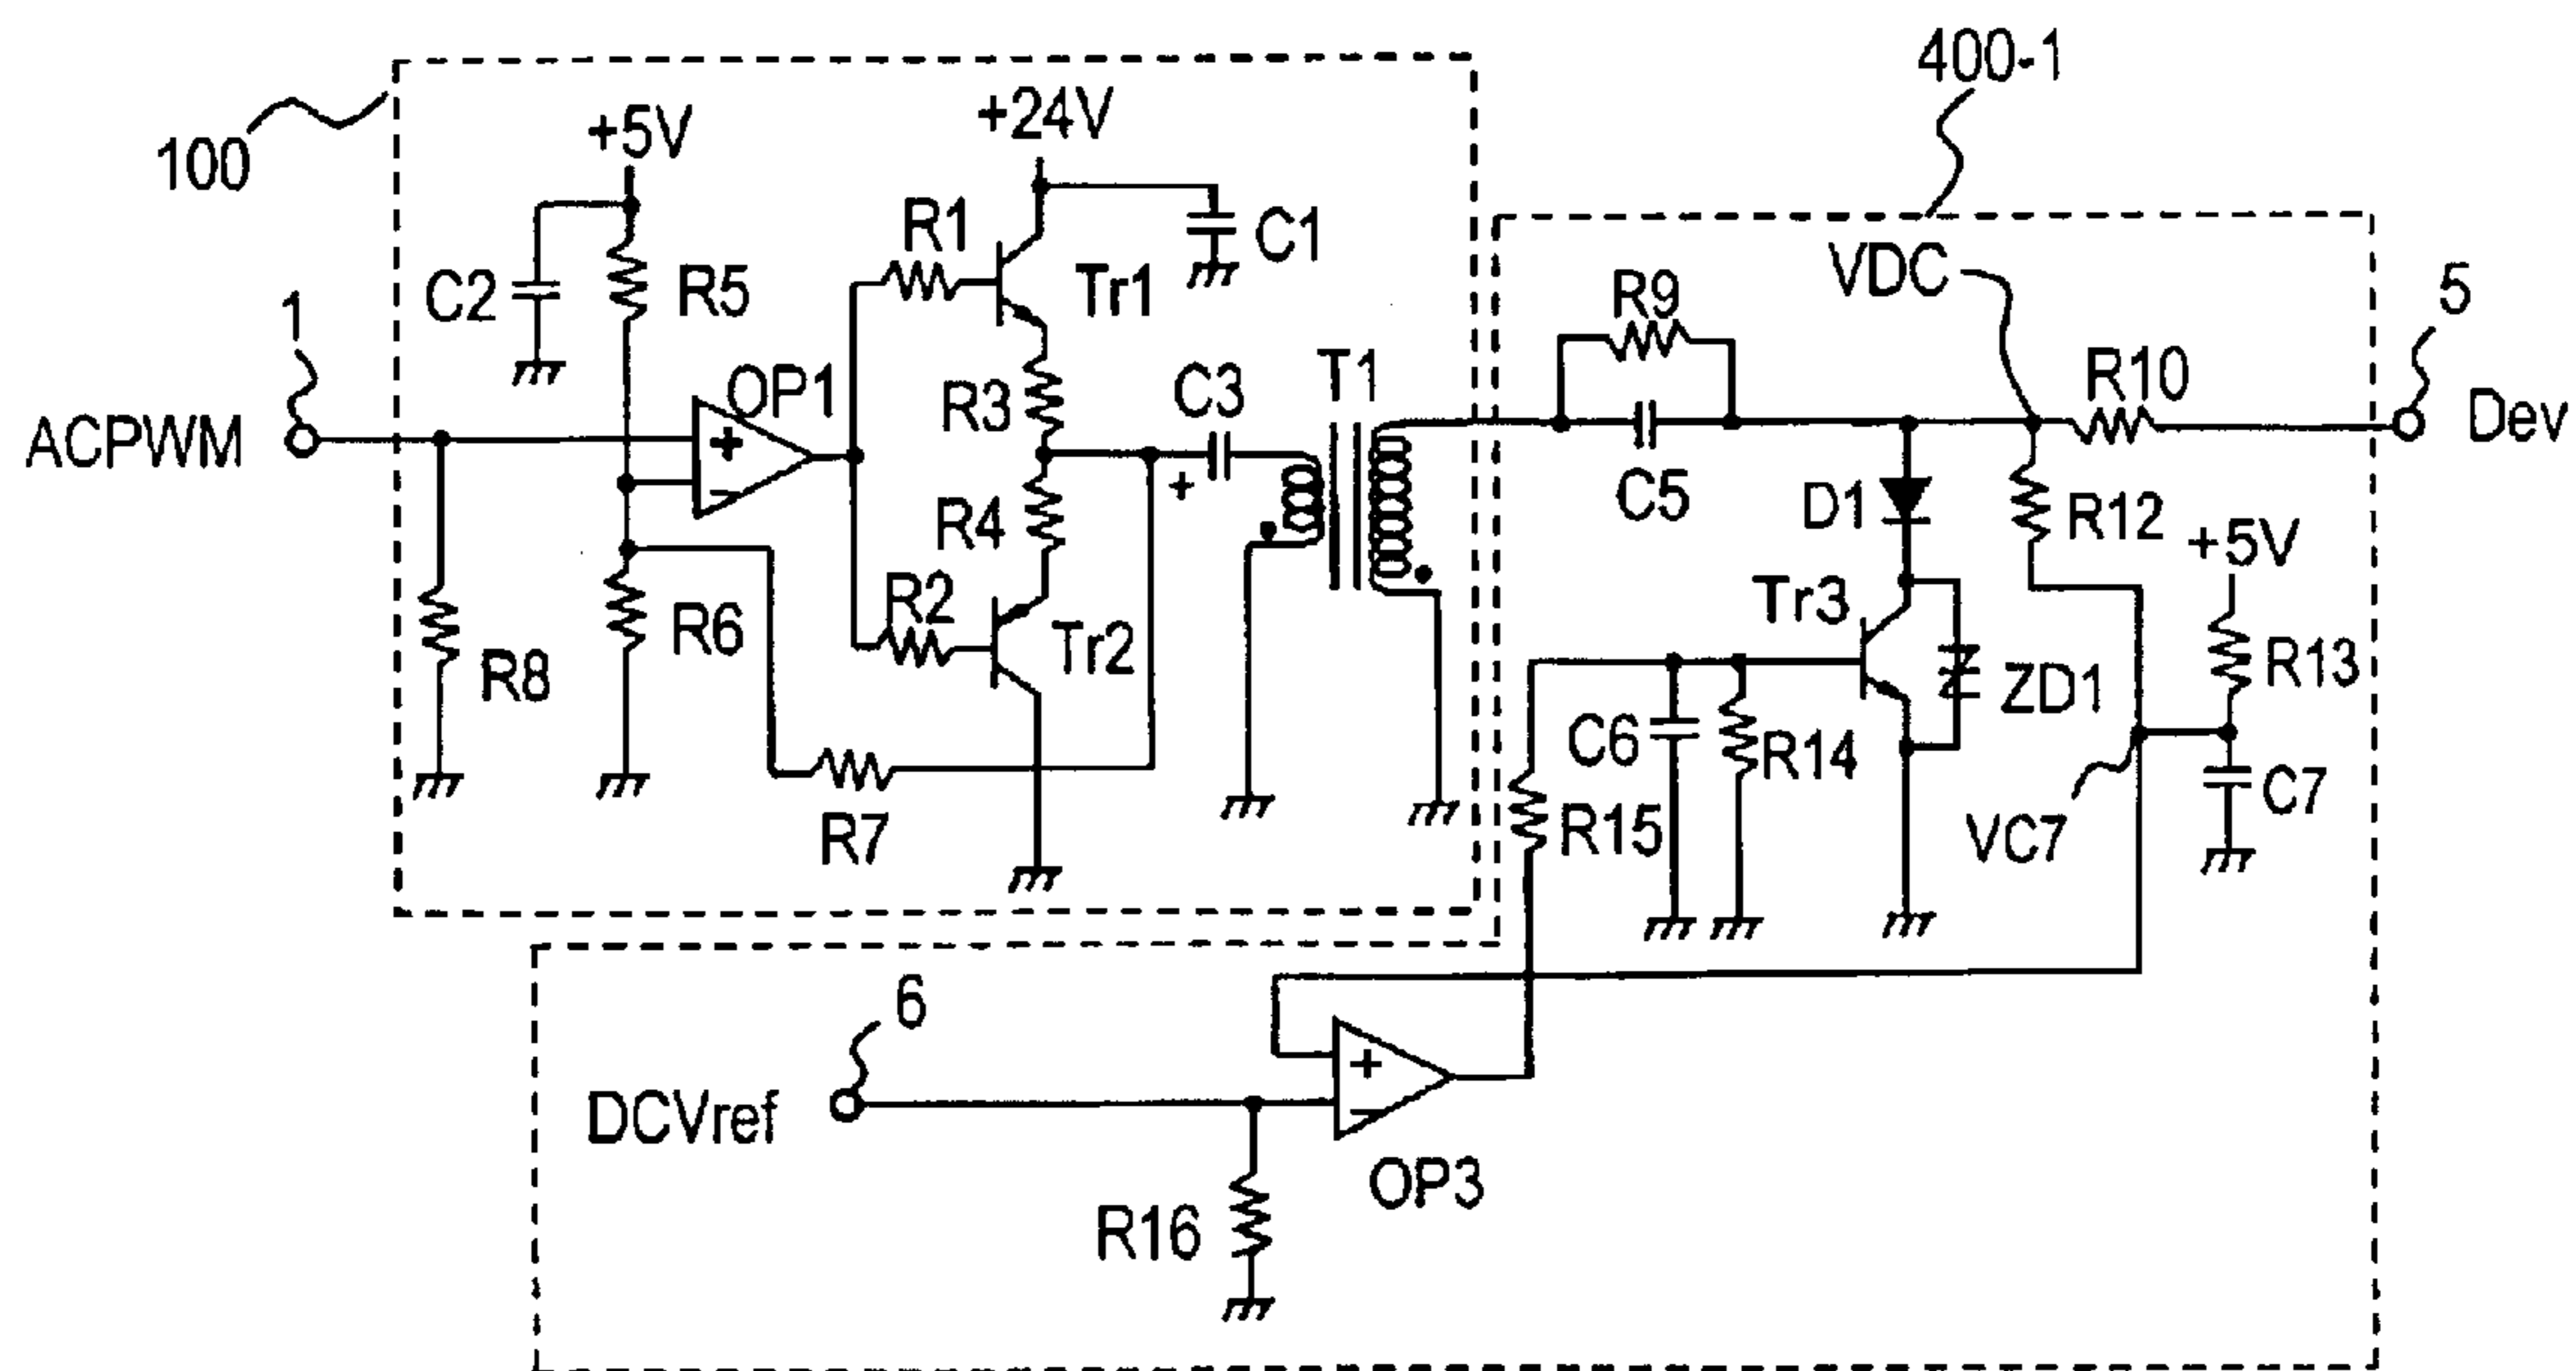 400-1
100
+5V
+24V
R1
C1
Tr1
C2
R5
1
VDC
5
R9
R10
OP1
R3
C3
T1
ACPWM
+
-
+
C5
D1
R12
Dev
R4
+5V
R2
Tr3
R6
Tr2
R8
ZD1
R13
C6
R14
R7
R15
VC7
C7
6
DCVref
+
-
OP3
R16